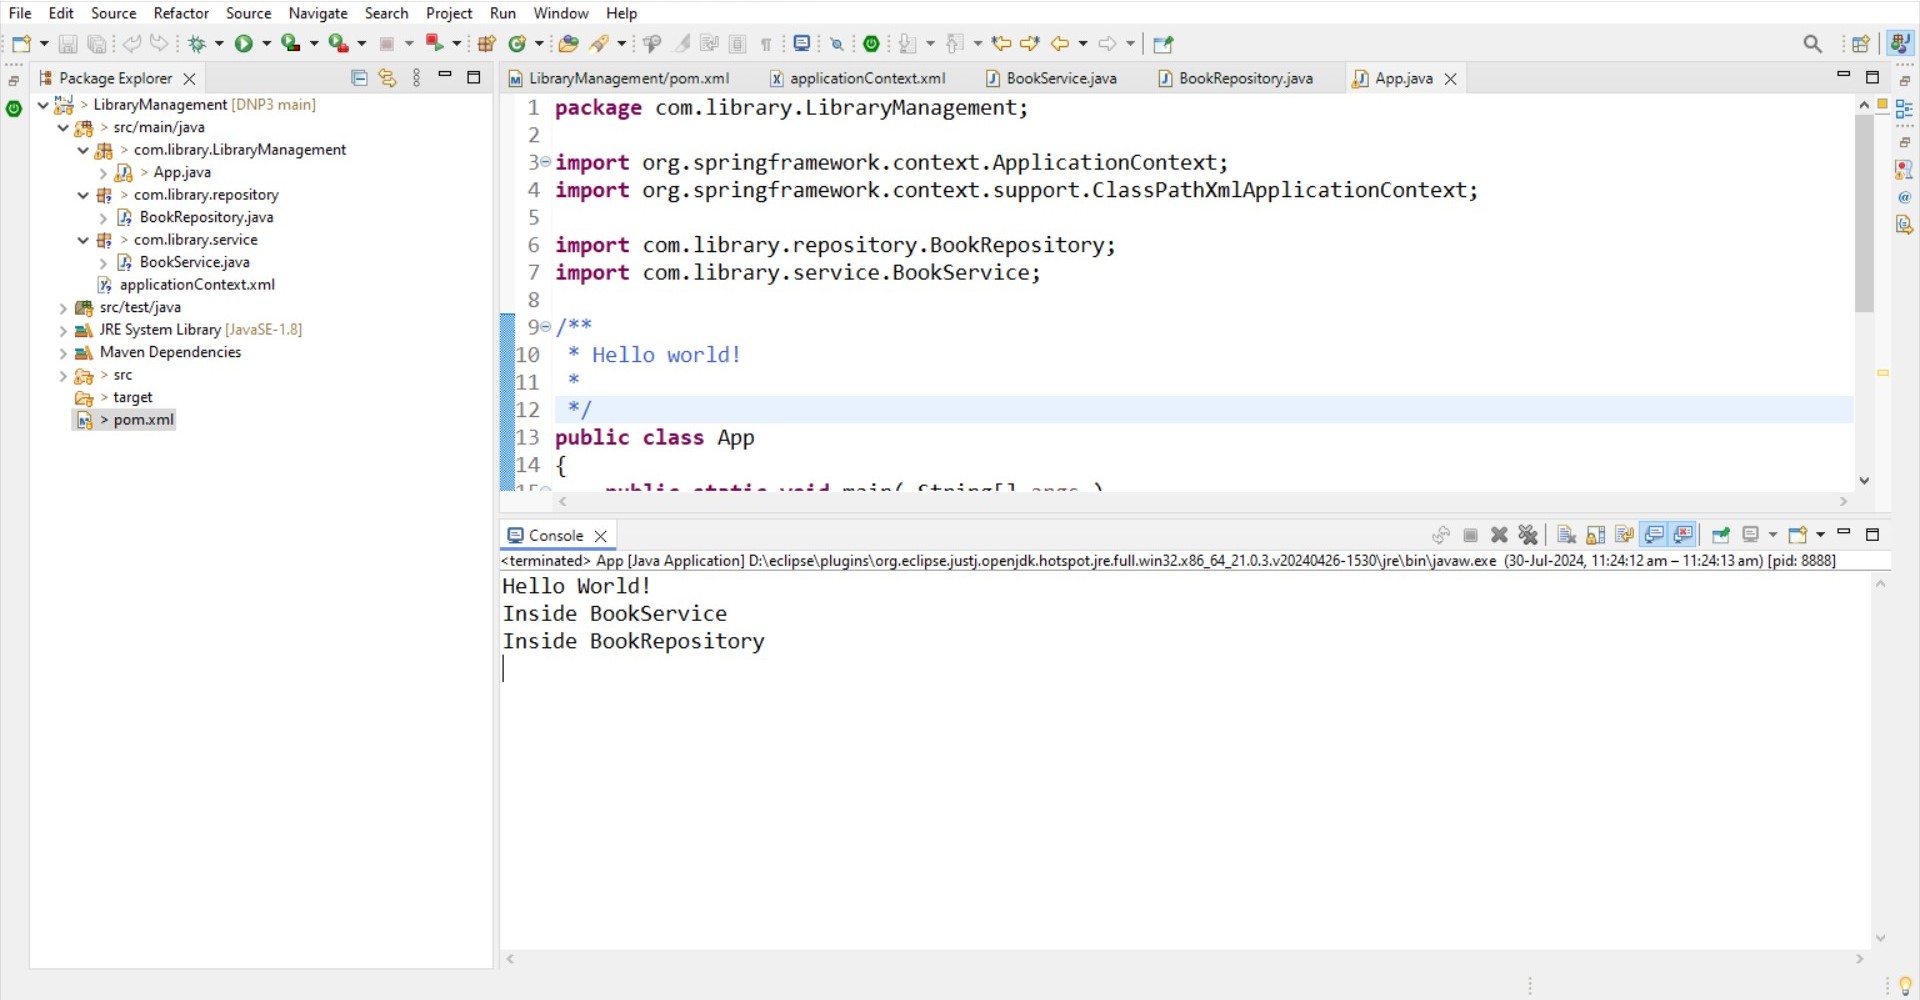 File Edit Source Refactor Source Navigate Search Project Run Window Help
Package Explorer
LibraryManagement [DNP3 main]
> src/main/java
> com.library.LibraryManagement
> App.java
> com.library.repository
BookRepository.java
> com.library.service
BookService.java
applicationContext.xml
src/test/java
JRE System Library [JavaSE-1.8]
Maven Dependencies
> src
> target
> pom.xml
LibraryManagement/pom.xml applicationContext.xml BookService.java BookRepository.java App.java
1 package com.library.LibraryManagement;
2
3 import org.springframework.context.ApplicationContext;
4 import org.springframework.context.support.ClassPathXmlApplicationContext;
5
6 import com.library.repository.BookRepository;
7 import com.library.service.BookService;
8
9 /**
10 * Hello world!
11 *
12 */
13 public class App
14 {
15 public static void main( String[] args )
Console
<terminated> App [Java Application] D:\eclipse\plugins\org.eclipse.justj.openjdk.hotspot.jre.full.win32.x86_64_21.0.3.v20240426-1530\jre\bin\javaw.exe (30-Jul-2024, 11:24:12 am – 11:24:13 am) [pid: 8888]
Hello World!
Inside BookService
Inside BookRepository